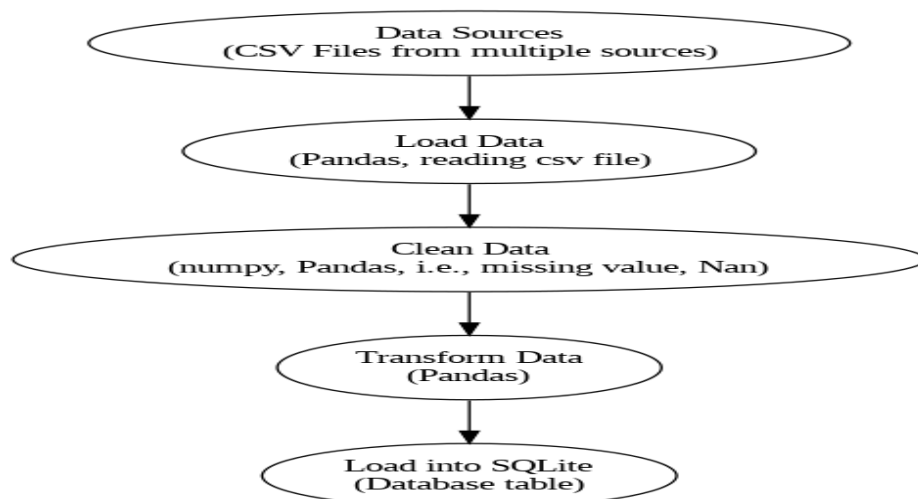 Data Sources
(CSV Files from multiple sources)
Load Data
(Pandas, reading csv file)
Clean Data
(numpy, Pandas, i.e., missing value, Nan)
Transform Data
(Pandas)
Load into SQLite
(Database table)